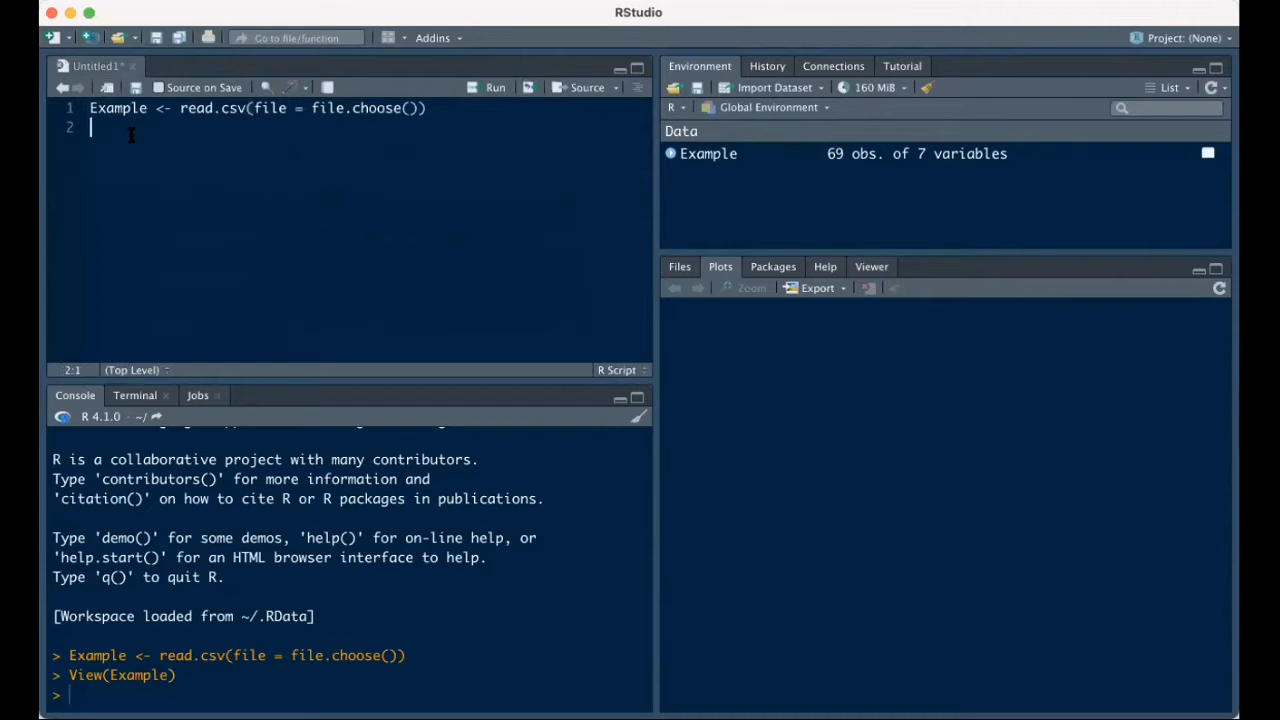 RStudio
Go to file/function
Addins
Project: (None)
Untitled1*
Source on Save
Run
Source
1 Example <- read.csv(file = file.choose())
2
2:1 (Top Level)
R Script
Console Terminal Jobs
R 4.1.0 · ~/
R is a collaborative project with many contributors.
Type 'contributors()' for more information and
'citation()' on how to cite R or R packages in publications.
Type 'demo()' for some demos, 'help()' for on-line help, or
'help.start()' for an HTML browser interface to help.
Type 'q()' to quit R.
[Workspace loaded from ~/.RData]
> Example <- read.csv(file = file.choose())
> View(Example)
>
Environment History Connections Tutorial
Import Dataset 160 MiB List
R Global Environment
Data
Example 69 obs. of 7 variables
Files Plots Packages Help Viewer
Zoom Export